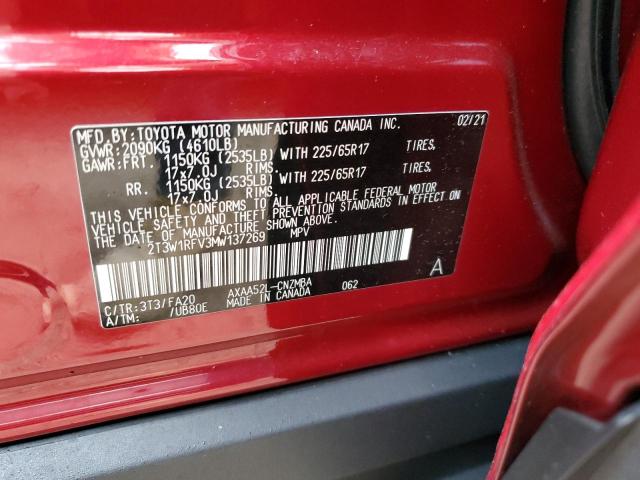 MFD.BY:TOYOTA MOTOR MANUFACTURING CANADA INC. 02/21
GVWR:2090KG (4610LB)
GAWR:FRT. 1150KG (2535LB) WITH 225/65R17 TIRES,
17x7.0J RIMS.
RR. 1150KG (2535LB) WITH 225/65R17 TIRES,
17x7.0J RIMS.
THIS VEHICLE CONFORMS TO ALL APPLICABLE FEDERAL MOTOR
VEHICLE SAFETY AND THEFT PREVENTION STANDARDS IN EFFECT ON
THE DATE OF MANUFACTURE SHOWN ABOVE.
2T3W1RFV3MW137269 MPV
A
C/TR:3T3/FA20 AXAA52L-CNZMBA 062
A/TM: /UB80E MADE IN CANADA